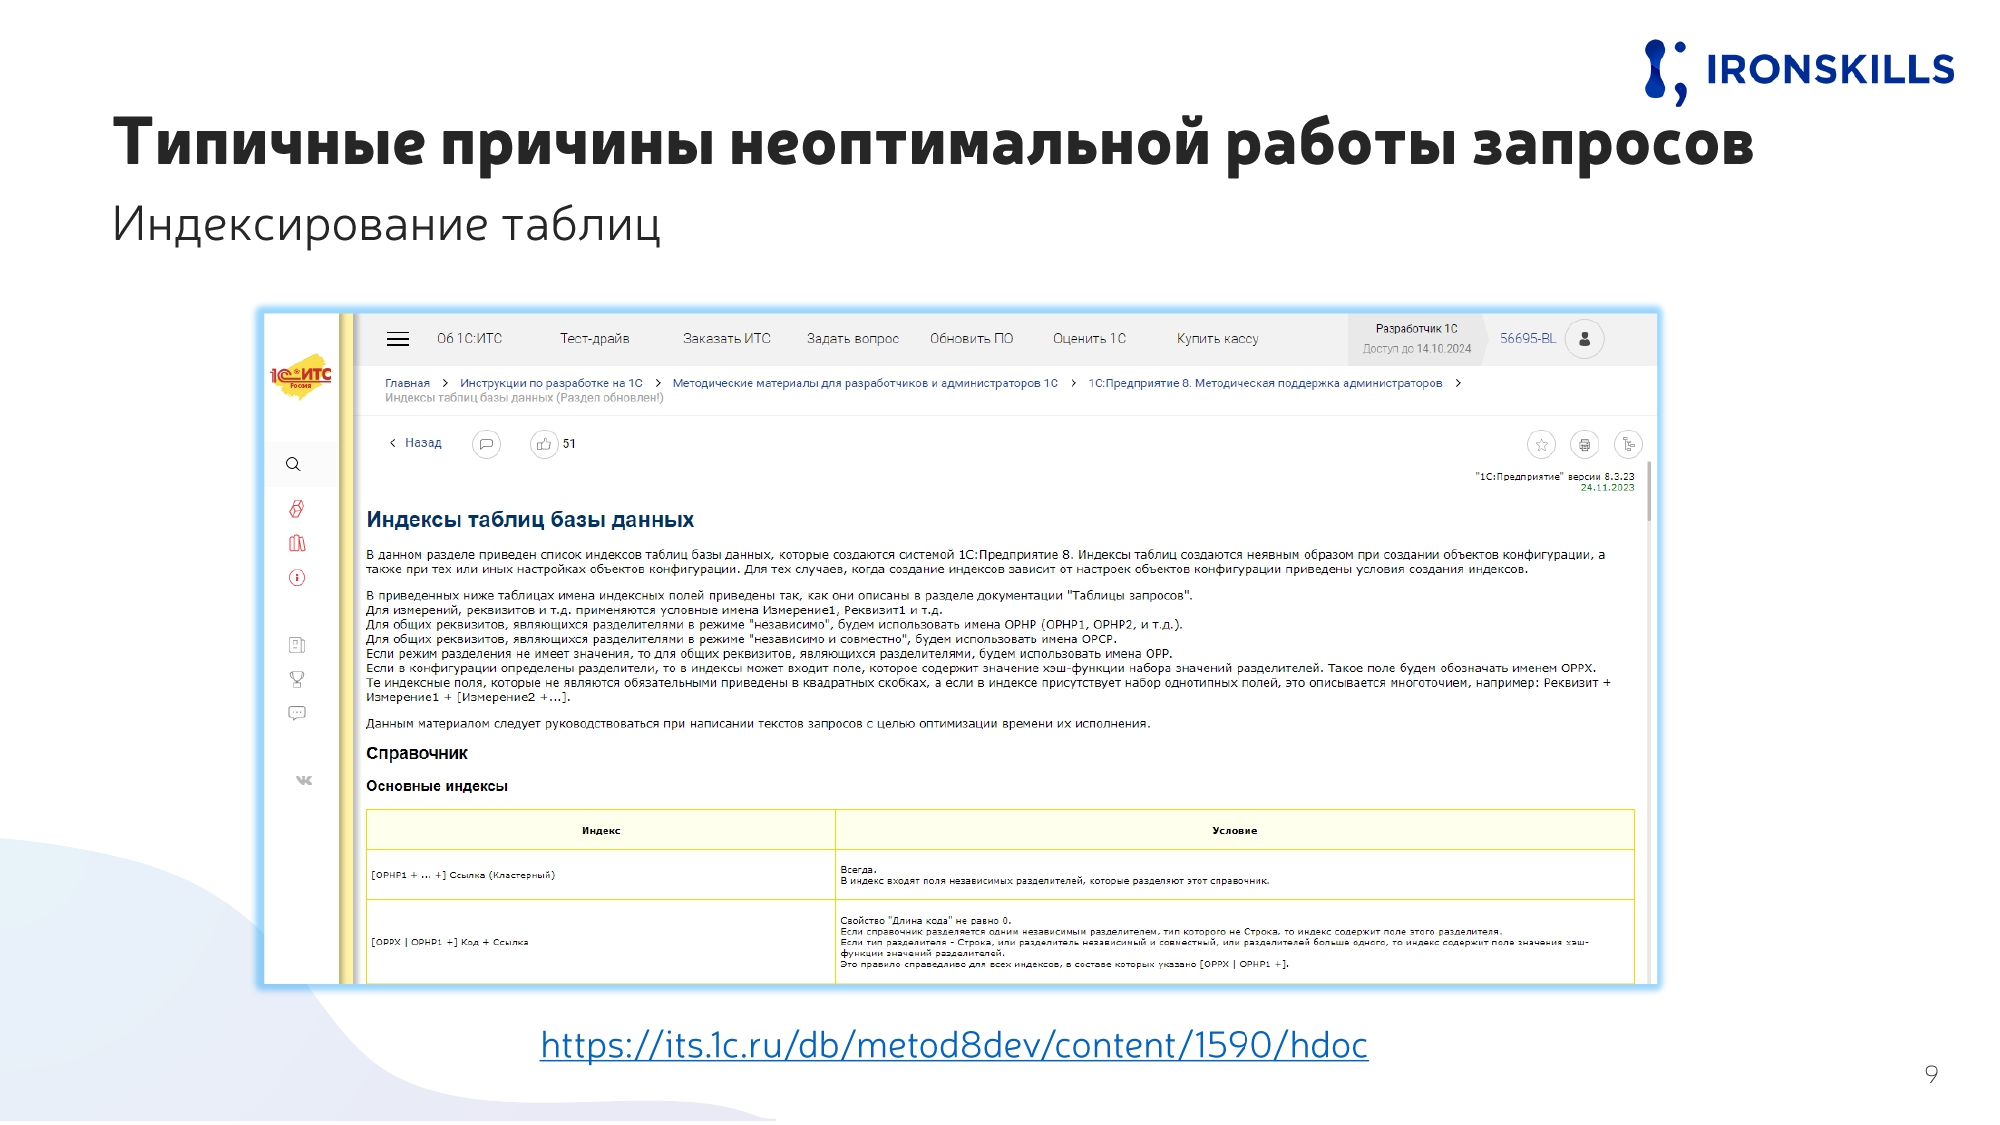 IRONSKILLS
Типичные причины неоптимальной работы запросов
Индексирование таблиц
Об 1С:ИТС Тест-драйв Заказать ИТС Задать вопрос Обновить ПО Оценить 1С Купить кассу
Разработчик 1С
Доступ до 14.10.2024
56695-BL
1С ИТС
Россия
Главная > Инструкции по разработке на 1С > Методические материалы для разработчиков и администраторов 1С > 1С:Предприятие 8. Методическая поддержка администраторов >
Индексы таблиц базы данных (Раздел обновлен!)
< Назад 51
"1С:Предприятие" версии 8.3.23
24.11.2023
Индексы таблиц базы данных
В данном разделе приведен список индексов таблиц базы данных, которые создаются системой 1С:Предприятие 8. Индексы таблиц создаются неявным образом при создании объектов конфигурации, а
также при тех или иных настройках объектов конфигурации. Для тех случаев, когда создание индексов зависит от настроек объектов конфигурации приведены условия создания индексов.
В приведенных ниже таблицах имена индексных полей приведены так, как они описаны в разделе документации "Таблицы запросов".
Для измерений, реквизитов и т.д. применяются условные имена Измерение1, Реквизит1 и т.д.
Для общих реквизитов, являющихся разделителями в режиме "независимо", будем использовать имена ОРНР (ОРНР1, ОРНР2, и т.д.).
Для общих реквизитов, являющихся разделителями в режиме "независимо и совместно", будем использовать имена ОРСР.
Если режим разделения не имеет значения, то для общих реквизитов, являющихся разделителями, будем использовать имена ОРР.
Если в конфигурации определены разделители, то в индексы может входит поле, которое содержит значение хэш-функции набора значений разделителей. Такое поле будем обозначать именем ОРРХ.
Те индексные поля, которые не являются обязательными приведены в квадратных скобках, а если в индексе присутствует набор однотипных полей, это описывается многоточием, например: Реквизит +
Измерение1 + [Измерение2 +...].
Данным материалом следует руководствоваться при написании текстов запросов с целью оптимизации времени их исполнения.
Справочник
Основные индексы
Индекс Условие
[ОРНР1 + ... +] Ссылка (Кластерный)
Всегда.
В индекс входят поля независимых разделителей, которые разделяют этот справочник.
[ОРРХ | ОРНР1 +] Код + Ссылка
Свойство "Длина кода" не равно 0.
Если справочник разделяется одним независимым разделителем, тип которого не Строка, то индекс содержит поле этого разделителя.
Если тип разделителя - Строка, или разделитель независимый и совместный, или разделителей больше одного, то индекс содержит поле значения хэш-
функции значений разделителей.
Это правило справедливо для всех индексов, в составе которых указано [ОРРХ | ОРНР1 +].
https://its.1c.ru/db/metod8dev/content/1590/hdoc
9